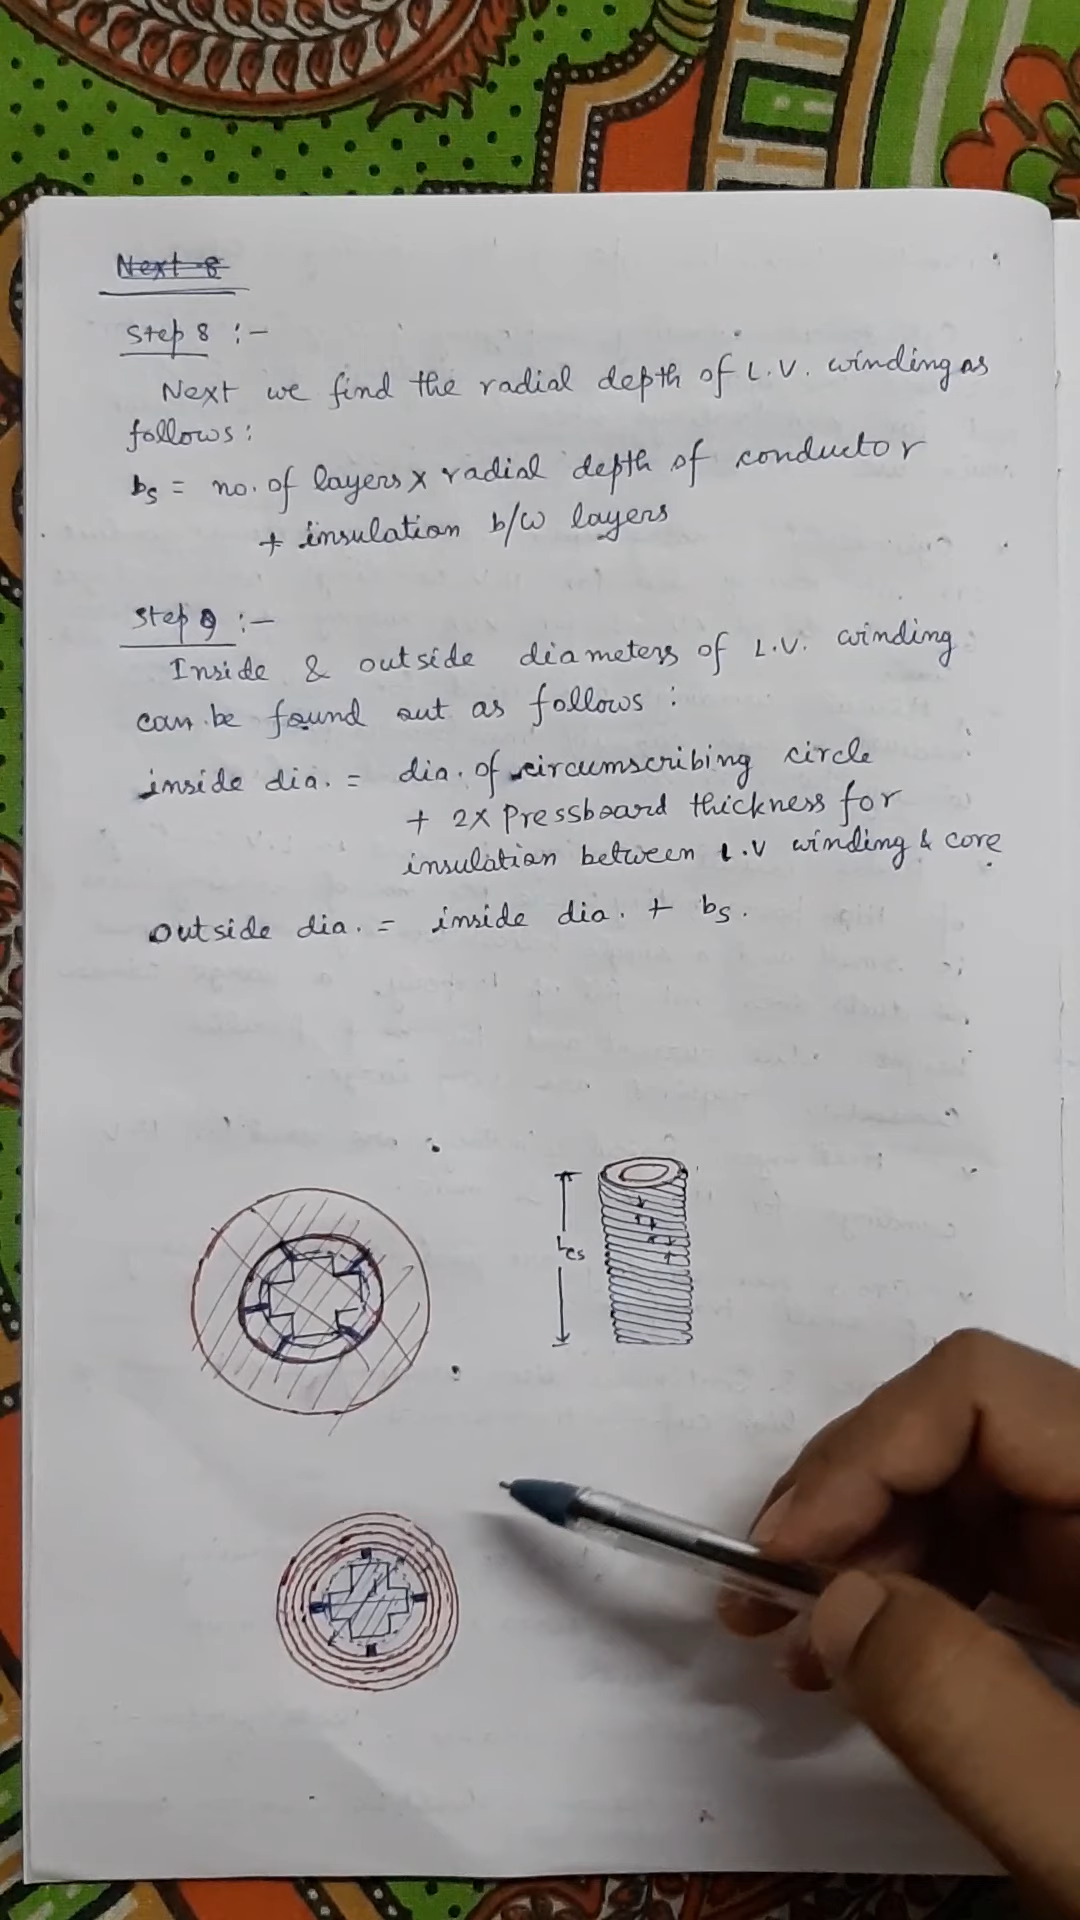 Next 8
Step 8 :-
Next we find the radial depth of L.V. winding as
follows:
bs = no. of layers x radial depth of conductor
+ insulation b/w layers
Step 9 :-
Inside & outside diameters of L.V. winding
can be found out as follows:
inside dia. = dia. of circumscribing circle
+ 2x Pressboard thickness for
insulation between L.V winding & core
outside dia. = inside dia. + bs.
Lcs